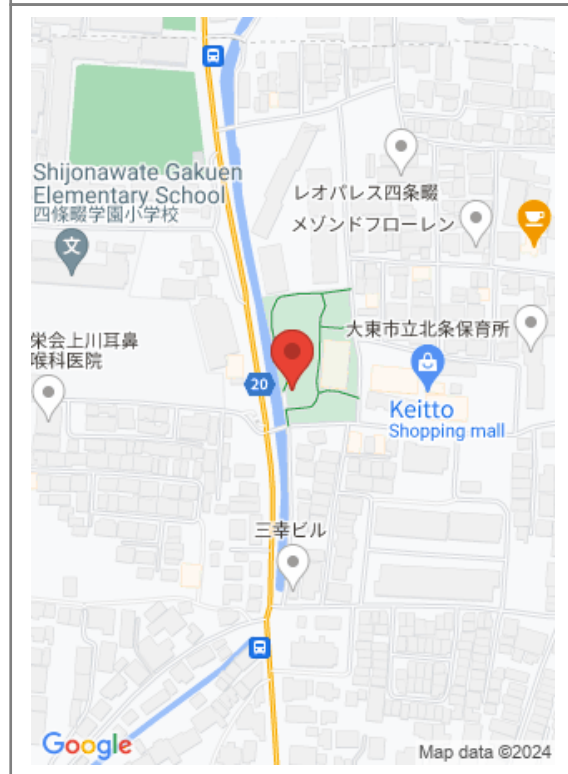 Shijonawate Gakuen
Elementary School
四條畷学園小学校
文
レオパレス四条畷
メゾンドフローレン
大東市立北条保育所
栄会上川耳鼻
喉科医院
20
Keitto
Shopping mall
三幸ビル
Google
Map data ©2024